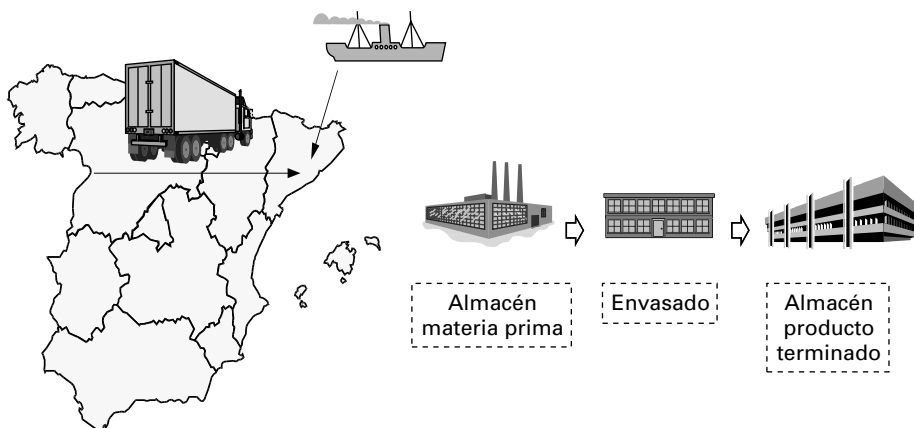 Almacén
materia prima
Envasado
Almacén
producto
terminado